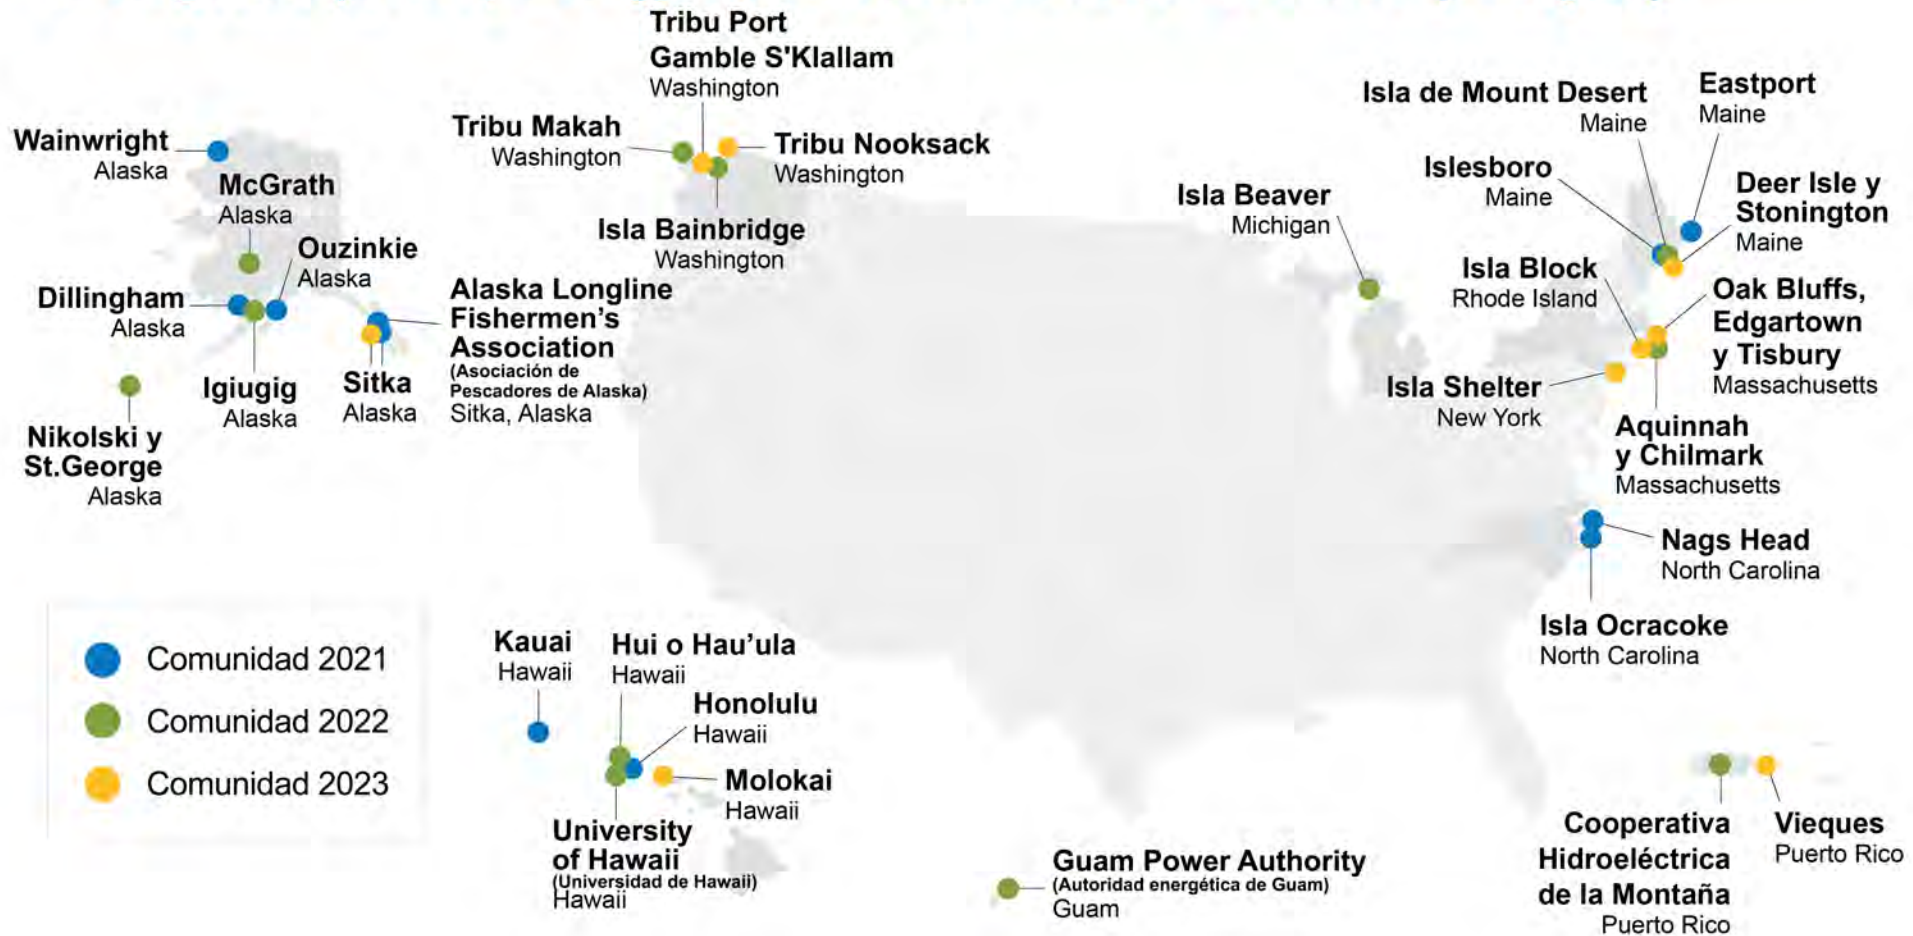 Tribu Port
Gamble S'Klallam
Washington
Tribu Makah
Washington
Tribu Nooksack
Washington
Isla Bainbridge
Washington
Wainwright
Alaska
McGrath
Alaska
Ouzinkie
Alaska
Dillingham
Alaska
Igiugig
Alaska
Sitka
Alaska
Alaska Longline
Fishermen's
Association
(Asociación de
Pescadores de Alaska)
Sitka, Alaska
Nikolski y
St.George
Alaska
Isla Beaver
Michigan
Isla de Mount Desert
Maine
Eastport
Maine
Islesboro
Maine
Deer Isle y
Stonington
Maine
Isla Block
Rhode Island
Oak Bluffs,
Edgartown
y Tisbury
Massachusetts
Isla Shelter
New York
Aquinnah
y Chilmark
Massachusetts
Nags Head
North Carolina
Isla Ocracoke
North Carolina
Comunidad 2021
Comunidad 2022
Comunidad 2023
Kauai
Hawaii
Hui o Hau'ula
Hawaii
Honolulu
Hawaii
Molokai
Hawaii
University
of Hawaii
(Universidad de Hawaii)
Hawaii
Guam Power Authority
(Autoridad energética de Guam)
Guam
Cooperativa
Hidroeléctrica
de la Montaña
Puerto Rico
Vieques
Puerto Rico